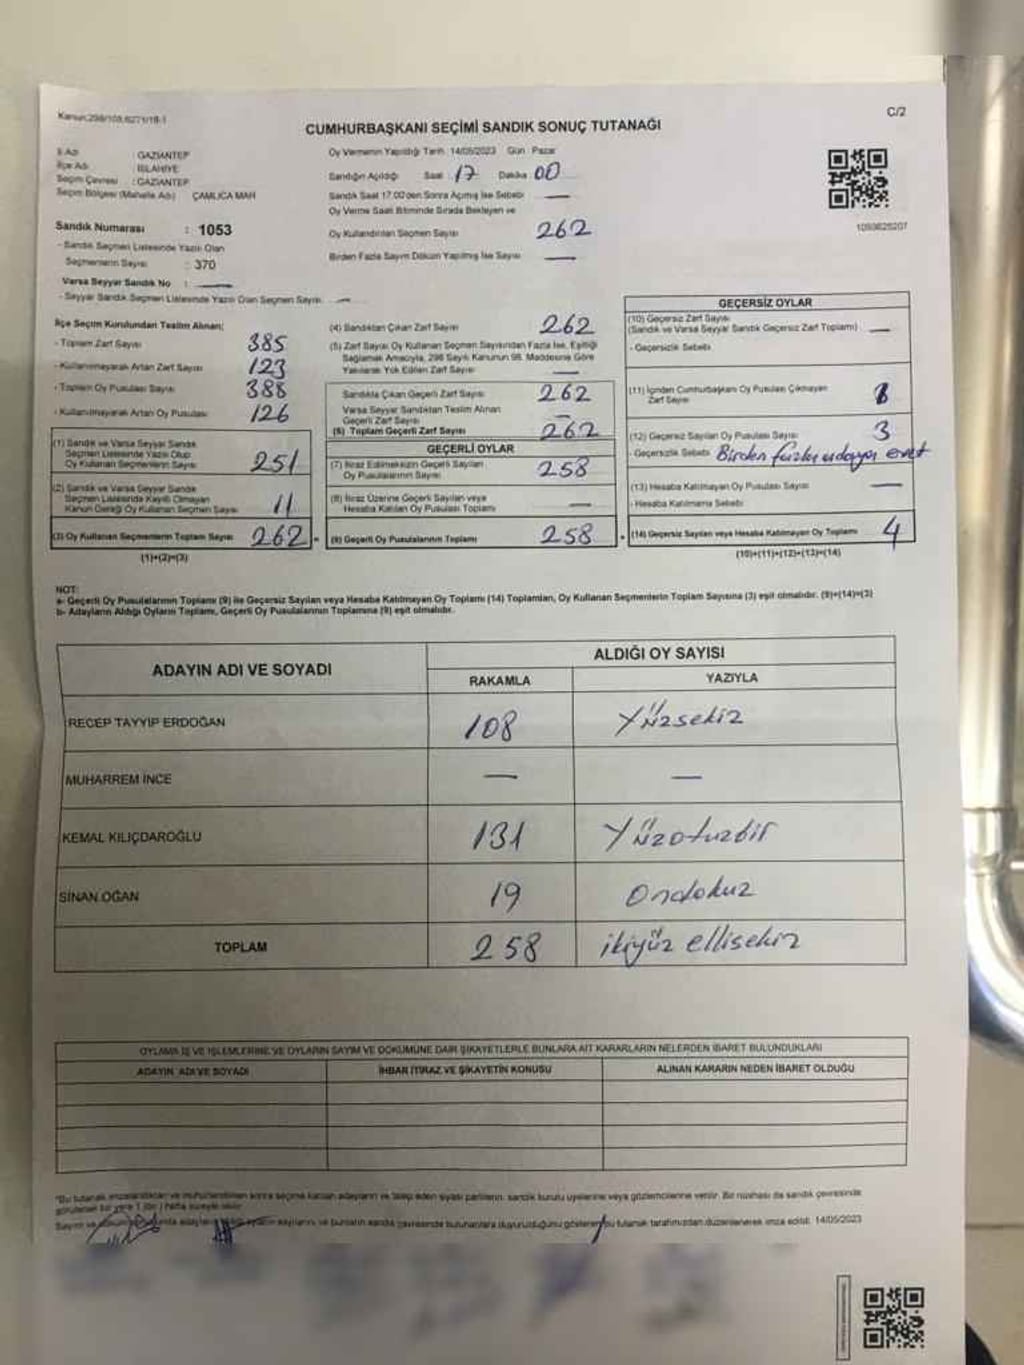 Kanun:298/105,6271/18-1
C/2
CUMHURBAŞKANI SEÇİMİ SANDIK SONUÇ TUTANAĞI
İl Adı : GAZİANTEP
İlçe Adı : İSLAHİYE
Seçim Çevresi : GAZİANTEP
Seçim Bölgesi (Mahalle Adı) ÇAMLICA MAH
Sandık Numarası : 1053
- Sandık Seçmen Listesinde Yazılı Olan
Seçmenlerin Sayısı : 370
Varsa Seyyar Sandık No : —
- Seyyar Sandık Seçmen Listesinde Yazılı Olan Seçmen Sayısı —
Oy Vermenin Yapıldığı Tarih 14/05/2023 Gün Pazar
Sandığın Açıldığı Saat 17 Dakika 00
Sandık Saat 17.00'den Sonra Açılmış İse Sebebi —
Oy Verme Saati Bitiminde Sırada Bekleyen ve
Oy Kullandırılan Seçmen Sayısı 262
Birden Fazla Sayım Döküm Yapılmış İse Sayısı —
1053625207
İlçe Seçim Kurulundan Teslim Alınan:
- Toplam Zarf Sayısı 385
- Kullanılmayarak Artan Zarf Sayısı 123
- Toplam Oy Pusulası Sayısı 388
- Kullanılmayarak Artan Oy Pusulası 126
(1) Sandık ve Varsa Seyyar Sandık
Seçmen Listesinde Yazılı Olup
Oy Kullanan Seçmenlerin Sayısı 251
(2) Sandık ve Varsa Seyyar Sandık
Seçmen Listesinde Kayıtlı Olmayan
Kanun Gereği Oy Kullanan Seçmen Sayısı 11
(3) Oy Kullanan Seçmenlerin Toplam Sayısı 262 =
(1)+(2)=(3)
(4) Sandıktan Çıkan Zarf Sayısı 262
(5) Zarf Sayısı Oy Kullanan Seçmen Sayısından Fazla İse, Eşitliği
Sağlamak Amacıyla, 298 Sayılı Kanunun 98. Maddesine Göre
Yakılarak Yok Edilen Zarf Sayısı —
Sandıkta Çıkan Geçerli Zarf Sayısı 262
Varsa Seyyar Sandıktan Teslim Alınan
Geçerli Zarf Sayısı —
(6) Toplam Geçerli Zarf Sayısı 262
GEÇERLİ OYLAR
(7) İtiraz Edilmeksizin Geçerli Sayılan
Oy Pusulalarının Sayısı 258
(8) İtiraz Üzerine Geçerli Sayılan veya
Hesaba Katılan Oy Pusulası Toplamı —
(9) Geçerli Oy Pusulalarının Toplamı 258 +
GEÇERSİZ OYLAR
(10) Geçersiz Zarf Sayısı
(Sandık ve Varsa Seyyar Sandık Geçersiz Zarf Toplamı) —
- Geçersizlik Sebebi
(11) İçinden Cumhurbaşkanı Oy Pusulası Çıkmayan
Zarf Sayısı
(12) Geçersiz Sayılan Oy Pusulası Sayısı 3
- Geçersizlik Sebebi Birden fazla adaya evet
(13) Hesaba Katılmayan Oy Pusulası Sayısı —
- Hesaba Katılmama Sebebi
(14) Geçersiz Sayılan veya Hesaba Katılmayan Oy Toplamı 4
(10)+(11)+(12)+(13)=(14)
NOT:
a- Geçerli Oy Pusulalarının Toplamı (9) ile Geçersiz Sayılan veya Hesaba Katılmayan Oy Toplamı (14) Toplamları, Oy Kullanan Seçmenlerin Toplam Sayısına (3) eşit olmalıdır. (9)+(14)=(3)
b- Adayların Aldığı Oyların Toplamı, Geçerli Oy Pusulalarının Toplamına (9) eşit olmalıdır.
ADAYIN ADI VE SOYADI
ALDIĞI OY SAYISI
RAKAMLA YAZIYLA
RECEP TAYYİP ERDOĞAN 108 Yüzsekiz
MUHARREM İNCE — —
KEMAL KILIÇDAROĞLU 131 Yüzotuzbir
SİNAN OĞAN 19 Ondokuz
TOPLAM 258 ikiyüz ellisekiz
OYLAMA İŞ VE İŞLEMLERİNE VE OYLARIN SAYIM VE DÖKÜMÜNE DAİR ŞİKAYETLERLE BUNLARA AİT KARARLARIN NELERDEN İBARET BULUNDUKLARI
ADAYIN ADI VE SOYADI İHBAR İTİRAZ VE ŞİKAYETİN KONUSU ALINAN KARARIN NEDEN İBARET OLDUĞU
"Bu tutanak imzalandıktan ve mühürlendikten sonra seçime katılan adayların ve talep eden siyasi partilerin sandık kurulu üyelerine veya gözlemcilerine verilir. Bir nüshası da sandık çevresinde
görülecek bir yere 1 (bir) hafta süreyle asılır.
Sayım ve döküm adayların sayılarını ve bunların sandık çevresinde bulunanlara duyurulduğunu gösteren bu tutanak tarafımızdan düzenlenerek imza edildi. 14/05/2023